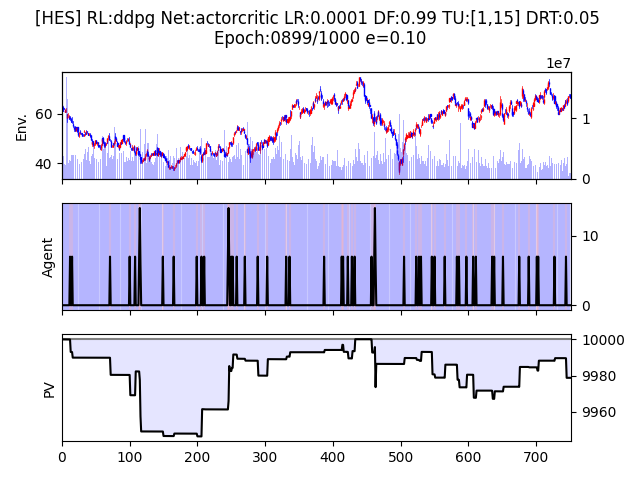 [HES] RL:ddpg Net:actorcritic LR:0.0001 DF:0.99 TU:[1,15] DRT:0.05
Epoch:0899/1000 e=0.10
1e7
60
40
Env.
1
0
Agent
10
0
PV
10000
9980
9960
0 100 200 300 400 500 600 700